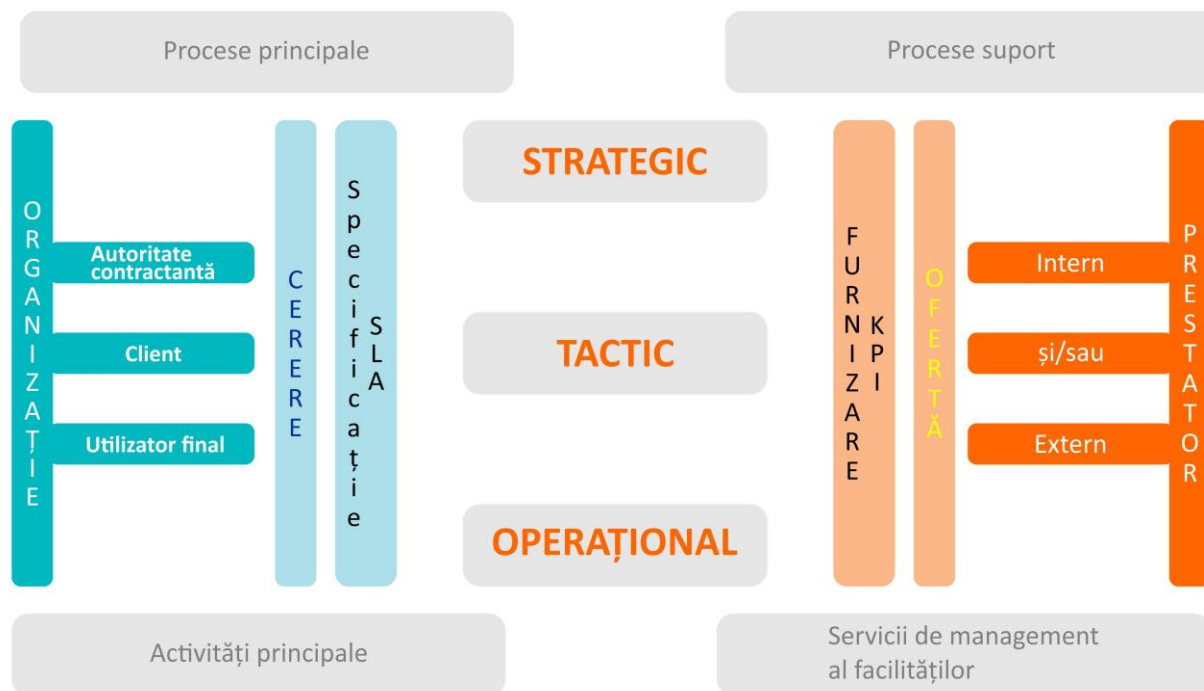 Procese principale
Procese suport
ORGANIZAȚIE
Autoritate
contractantă
Client
Utilizator final
CERERE
Specificație
SLA
STRATEGIC
TACTIC
OPERAȚIONAL
FURNIZARE
KPI
OFERTĂ
Intern
și/sau
Extern
PRESTATOR
Activități principale
Servicii de management
al facilităților